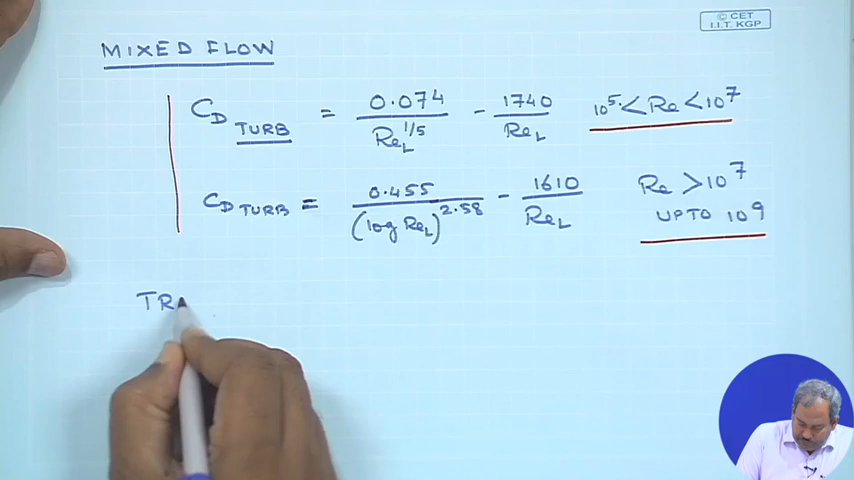 © CET
I.I.T. KGP
MIXED FLOW
C_D TURB = 0.074 / Re_L^1/5 - 1740 / Re_L 10^5 < Re < 10^7
C_D TURB = 0.455 / (log Re_L)^2.58 - 1610 / Re_L Re > 10^7
UPTO 10^9
TR